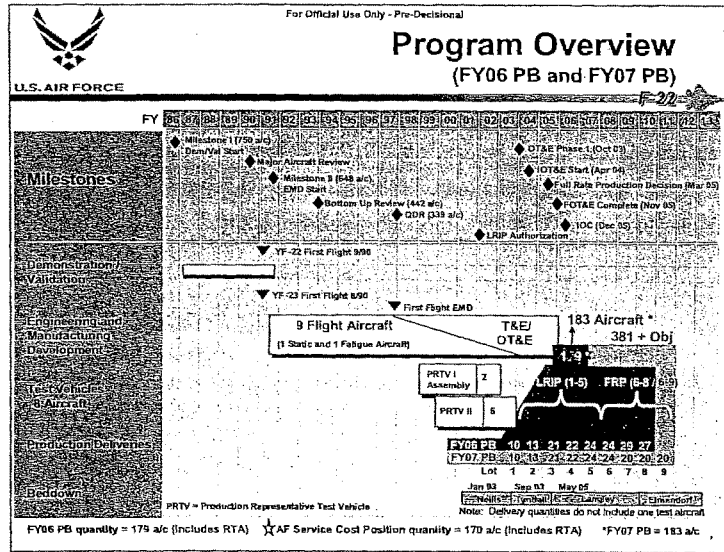 For Official Use Only - Pre-Decisional
Program Overview
(FY06 PB and FY07 PB)
U.S. AIR FORCE
F-22
FY 86 87 88 89 90 91 92 93 94 95 96 97 98 99 00 01 02 03 04 05 06 07 08 09 10 11 12 13
Milestones
Milestone I (750 a/c)
Dem/Val Start
Major Aircraft Review
Milestone II (648 a/c)
EMD Start
Bottom Up Review (442 a/c)
QDR (339 a/c)
LRIP Authorization
OT&E Phase 1 (Oct 03)
IOT&E Start (Apr 04)
Full Rate Production Decision (Mar 05)
FOT&E Complete (Nov 05)
IOC (Dec 05)
Demonstration/
Validation
YF-22 First Flight 9/90
YF-23 First Flight 8/90
First Flight EMD
Engineering and
Manufacturing
Development
9 Flight Aircraft
(1 Static and 1 Fatigue Aircraft)
T&E/
OT&E
183 Aircraft *
381 + Obj
1.9 *
Test Vehicles
8 Aircraft
PRTV I
Assembly
2
PRTV II
6
LRIP (1-5)
FRP (6-8 / 6-9)
Production Deliveries
FY06 PB 10 13 21 22 24 24 29 27
FY07 PB 10 13 21 22 24 24 20 20 20
Lot 1 2 3 4 5 6 7 8 9
Beddown
Jan 03 Sep 03 May 05
Nellis Tyndall Langley Elmendorf
PRTV = Production Representative Test Vehicle
Note: Delivery quantities do not include one test aircraft
FY06 PB quantity = 179 a/c (Includes RTA) ☆AF Service Cost Position quantity = 170 a/c (Includes RTA) *FY07 PB = 183 a/c